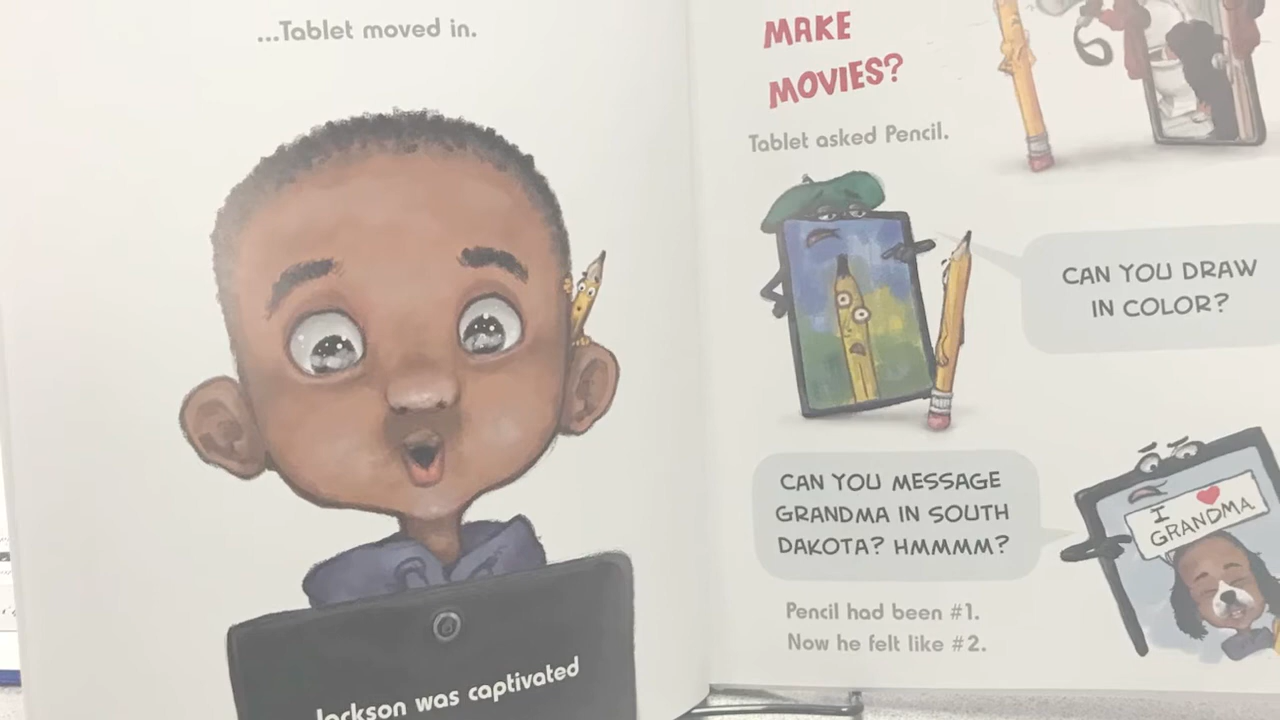 ...Tablet moved in.
Jackson was captivated
MAKE
MOVIES?
Tablet asked Pencil.
CAN YOU DRAW
IN COLOR?
CAN YOU MESSAGE
GRANDMA IN SOUTH
DAKOTA? HMMMM?
I ♥
GRANDMA
Pencil had been #1.
Now he felt like #2.